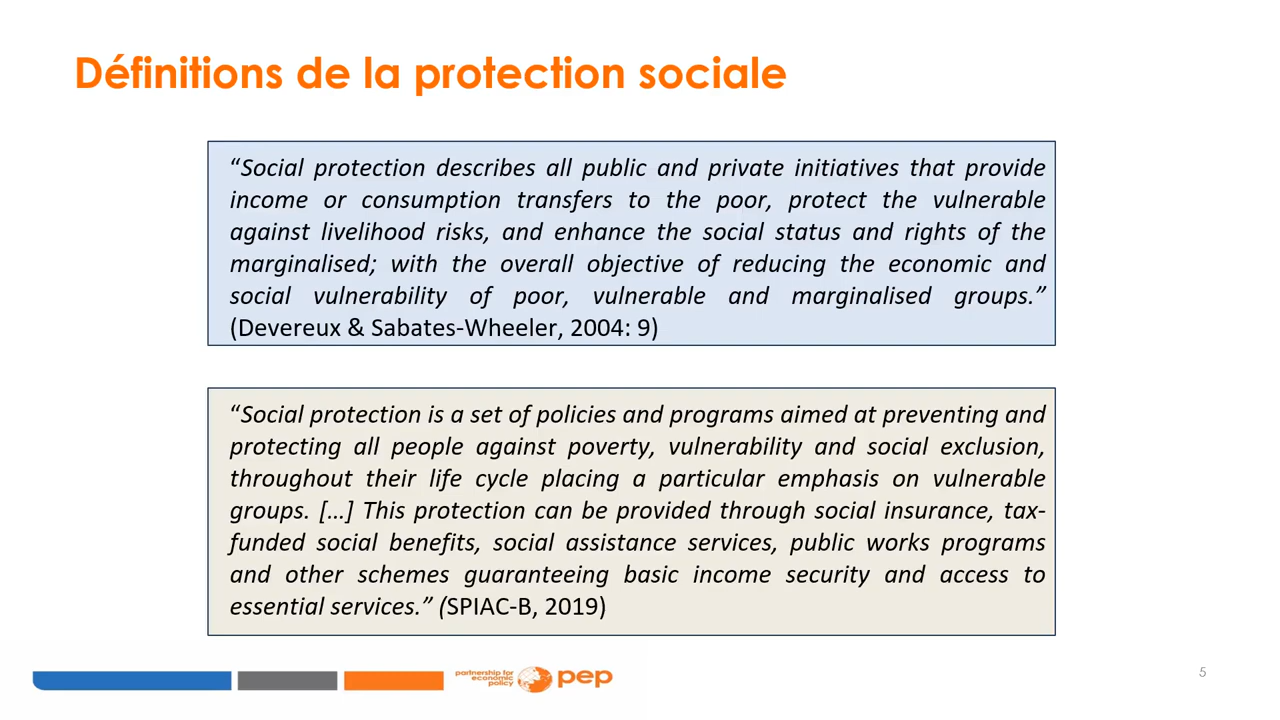 Définitions de la protection sociale
“Social protection describes all public and private initiatives that provide
income or consumption transfers to the poor, protect the vulnerable
against livelihood risks, and enhance the social status and rights of the
marginalised; with the overall objective of reducing the economic and
social vulnerability of poor, vulnerable and marginalised groups.”
(Devereux & Sabates-Wheeler, 2004: 9)
“Social protection is a set of policies and programs aimed at preventing and
protecting all people against poverty, vulnerability and social exclusion,
throughout their life cycle placing a particular emphasis on vulnerable
groups. […] This protection can be provided through social insurance, tax-
funded social benefits, social assistance services, public works programs
and other schemes guaranteeing basic income security and access to
essential services.” (SPIAC-B, 2019)
partnership for
economic
policy
pep
5